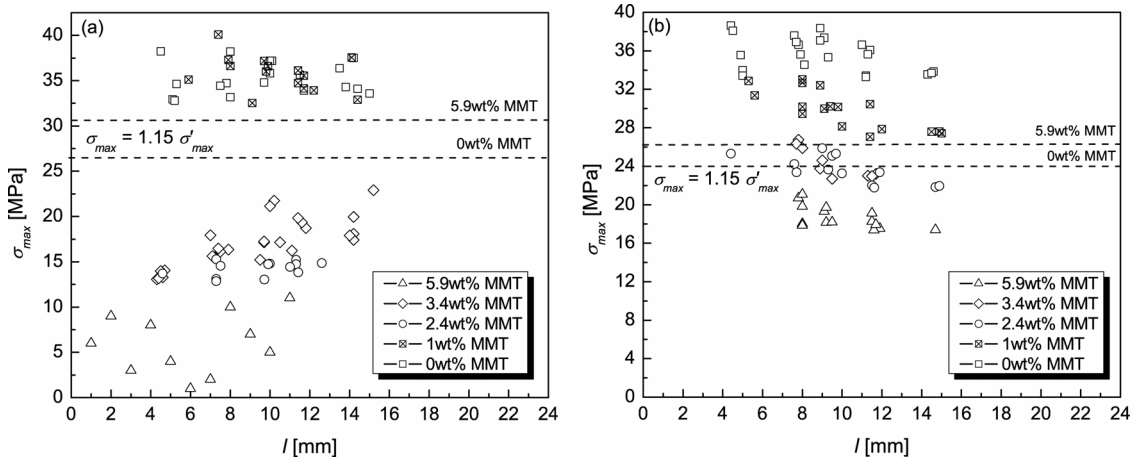 (a)
40
35
30
25
20
15
10
5
0
σmax [MPa]
5.9wt% MMT
σmax = 1.15 σ'max
0wt% MMT
5.9wt% MMT
3.4wt% MMT
2.4wt% MMT
1wt% MMT
0wt% MMT
0 2 4 6 8 10 12 14 16 18 20 22 24
l [mm]
(b)
40
36
32
28
24
20
16
12
8
4
0
σmax [MPa]
5.9wt% MMT
0wt% MMT
σmax = 1.15 σ'max
5.9wt% MMT
3.4wt% MMT
2.4wt% MMT
1wt% MMT
0wt% MMT
0 2 4 6 8 10 12 14 16 18 20 22 24
l [mm]